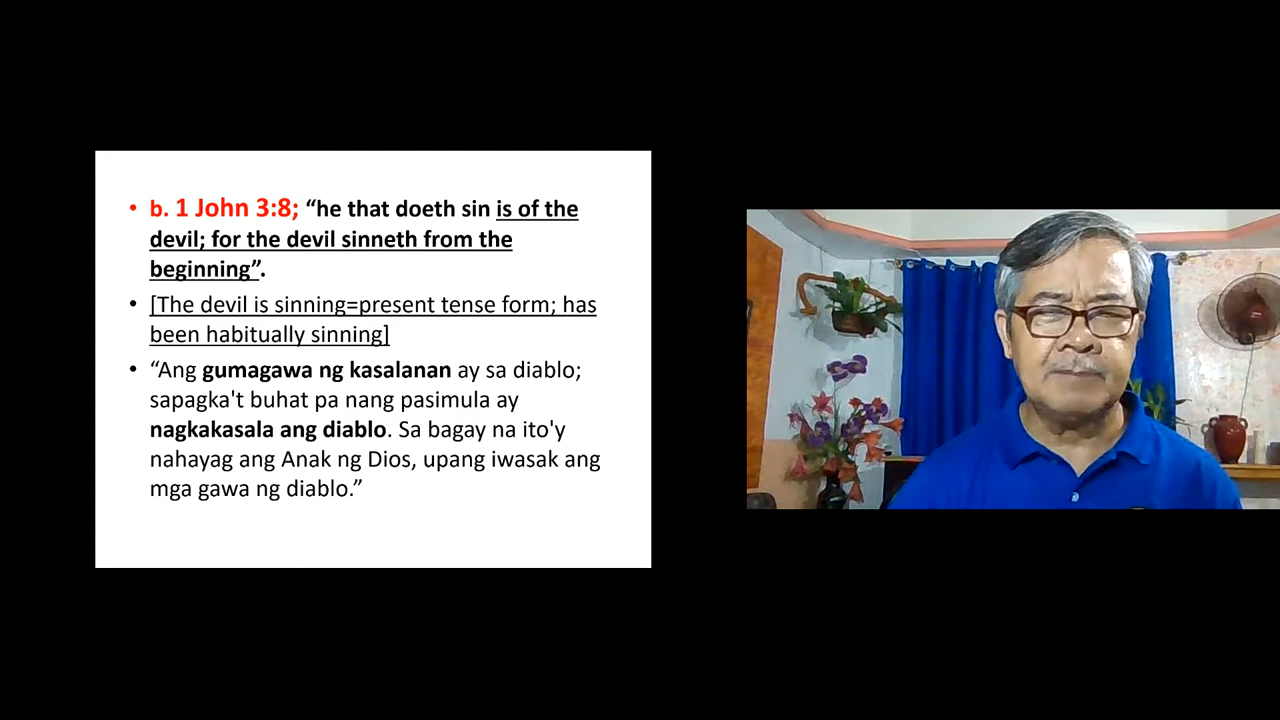 • b. 1 John 3:8; “he that doeth sin is of the
devil; for the devil sinneth from the
beginning”.
• [The devil is sinning=present tense form; has
been habitually sinning]
• “Ang gumagawa ng kasalanan ay sa diablo;
sapagka't buhat pa nang pasimula ay
nagkakasala ang diablo. Sa bagay na ito'y
nahayag ang Anak ng Dios, upang iwasak ang
mga gawa ng diablo.”